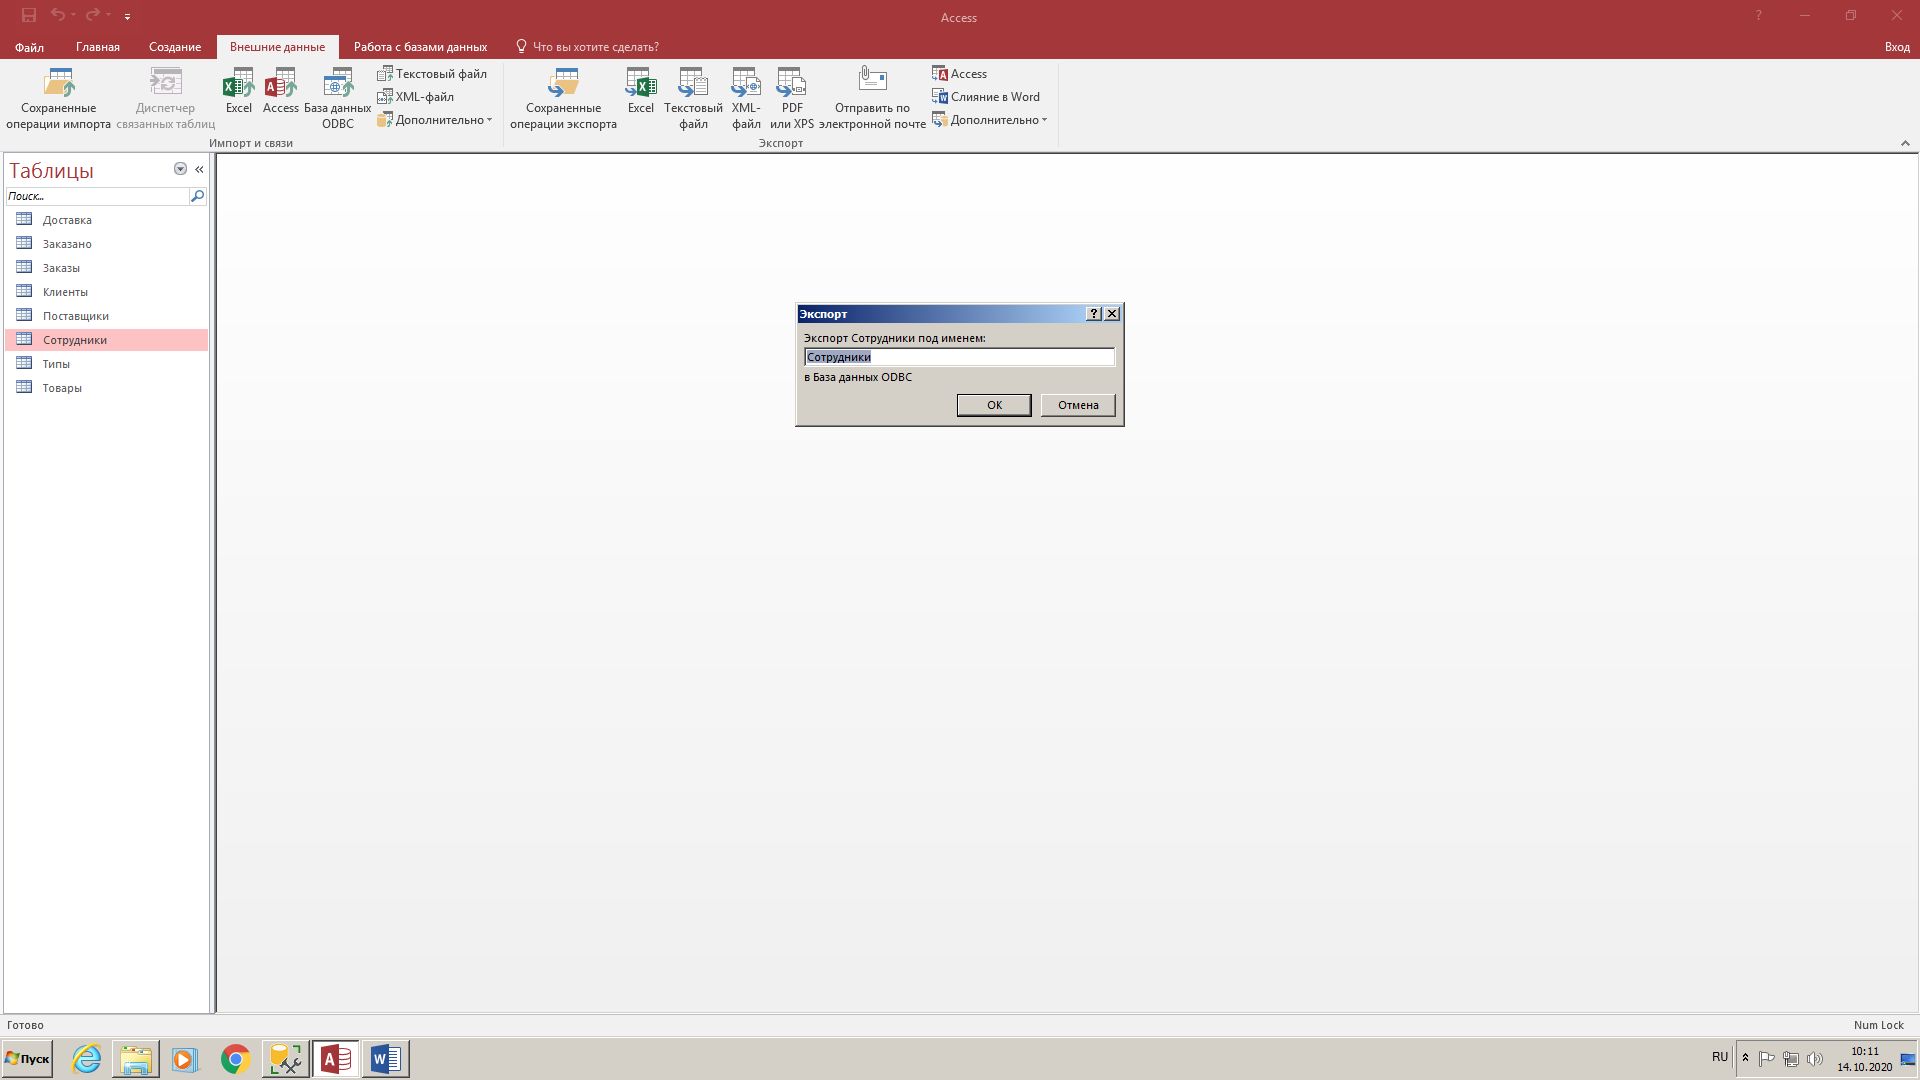 Access
Файл
Главная
Создание
Внешние данные
Работа с базами данных
Что вы хотите сделать?
Вход
Сохраненные операции импорта
Диспетчер связанных таблиц
Excel
Access
База данных ODBC
Текстовый файл
XML-файл
Дополнительно
Импорт и связи
Сохраненные операции экспорта
Excel
Текстовый файл
XML-файл
PDF или XPS
Отправить по электронной почте
Access
Слияние в Word
Дополнительно
Экспорт
Таблицы
Поиск...
Доставка
Заказано
Заказы
Клиенты
Поставщики
Сотрудники
Типы
Товары
Экспорт
Экспорт Сотрудники под именем:
Сотрудники
в База данных ODBC
ОК
Отмена
Готово
Num Lock
Пуск
RU
10:11
14.10.2020